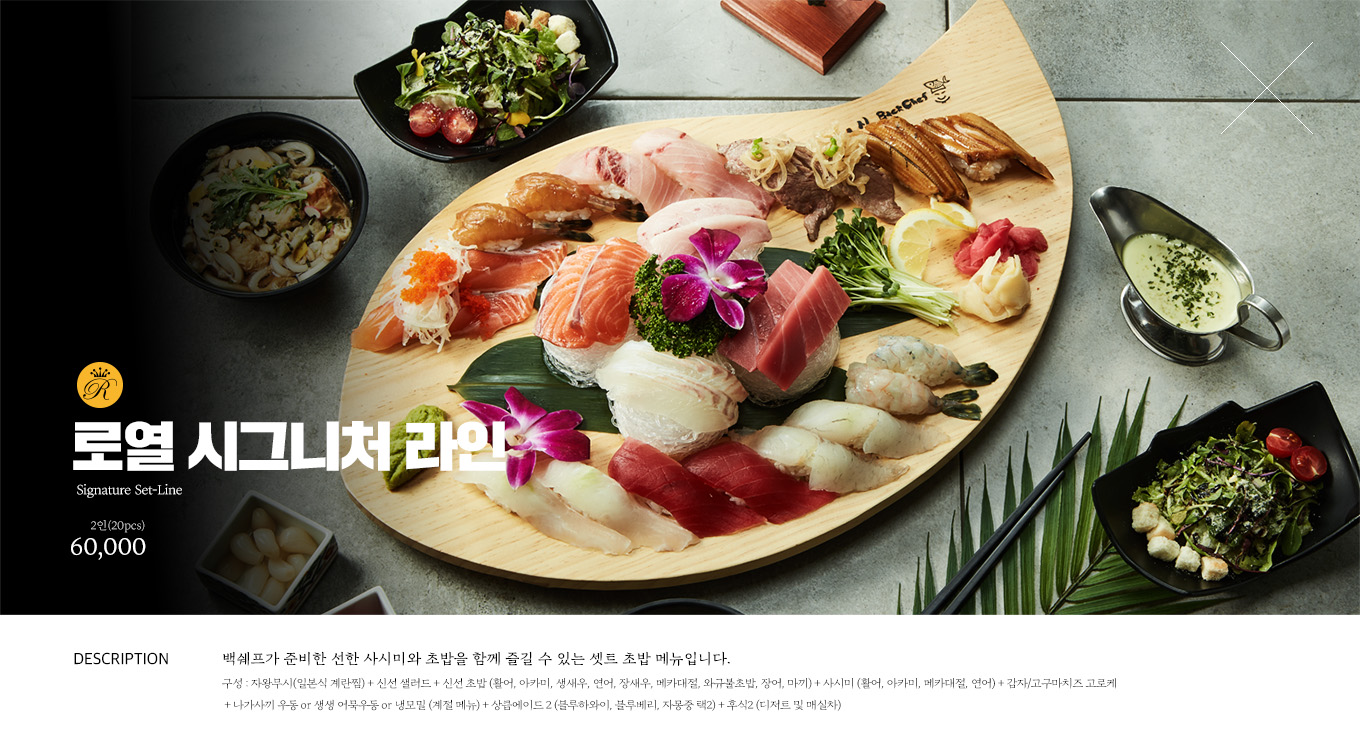 BackChef
R
로열 시그니처 라인
Signature Set-Line
2인(20pcs)
60,000
DESCRIPTION
백쉐프가 준비한 선한 사시미와 초밥을 함께 즐길 수 있는 셋트 초밥 메뉴입니다.
구성 : 자왕무시(일본식 계란찜) + 신선 샐러드 + 신선 초밥 (활어, 아카미, 생새우, 연어, 장새우, 메카대절, 와규불초밥, 장어, 마끼) + 사시미 (활어, 아카미, 메카대절, 연어) + 감자/고구마치즈 고로케
+ 나가사끼 우동 or 생생 어묵우동 or 냉모밀 (계절 메뉴) + 상큼에이드 2 (블루하와이, 블루베리, 자몽중 택2) + 후식2 (디저트 및 매실차)